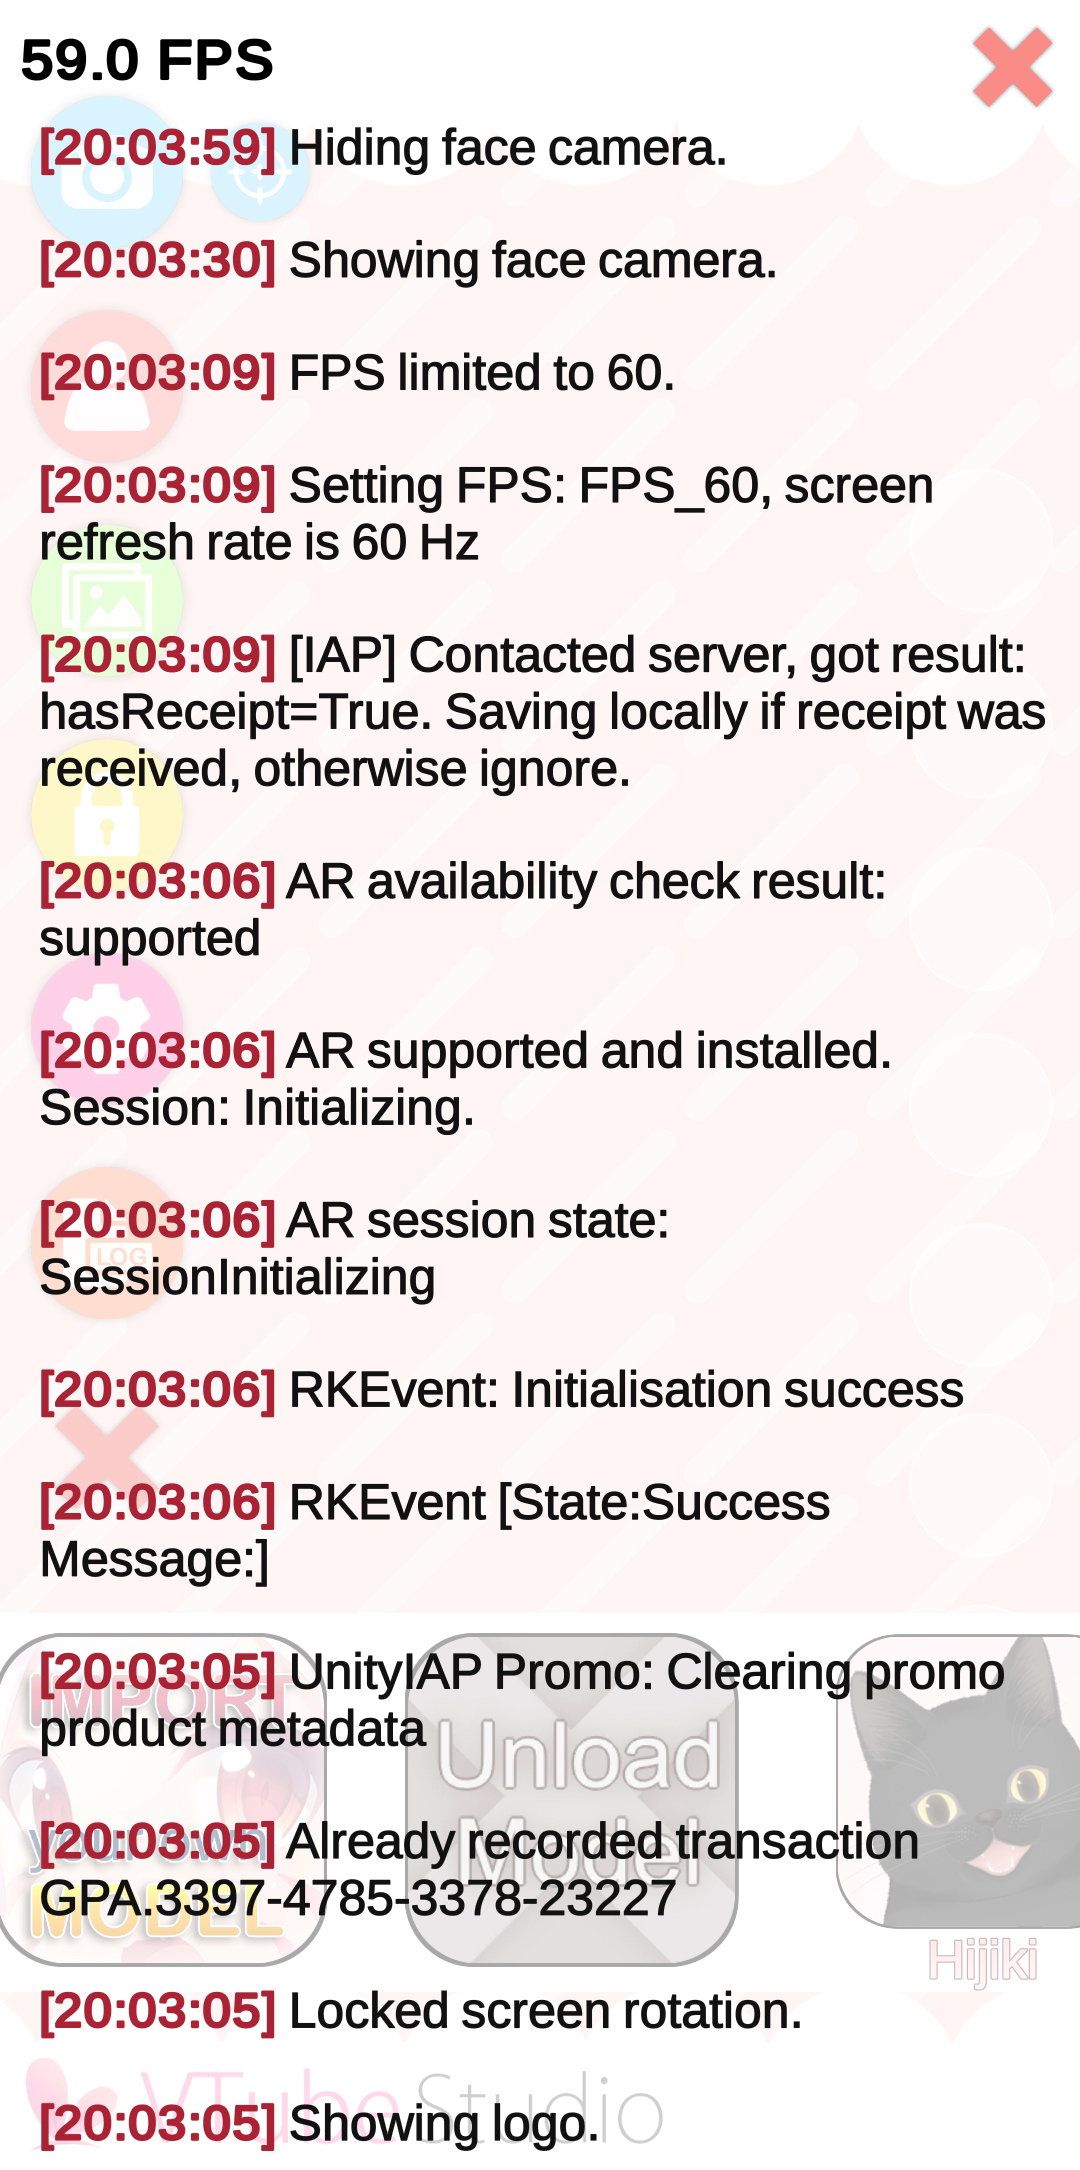 59.0 FPS
[20:03:59] Hiding face camera.
[20:03:30] Showing face camera.
[20:03:09] FPS limited to 60.
[20:03:09] Setting FPS: FPS_60, screen
refresh rate is 60 Hz
[20:03:09] [IAP] Contacted server, got result:
hasReceipt=True. Saving locally if receipt was
received, otherwise ignore.
[20:03:06] AR availability check result:
supported
[20:03:06] AR supported and installed.
Session: Initializing.
[20:03:06] AR session state:
SessionInitializing
LOG
[20:03:06] RKEvent: Initialisation success
[20:03:06] RKEvent [State:Success
Message:]
[20:03:05] UnityIAP Promo: Clearing promo
product metadata
[20:03:05] Already recorded transaction
GPA.3397-4785-3378-23227
IMPORT
your own
MODEL
Unload
Model
Hijiki
[20:03:05] Locked screen rotation.
[20:03:05] Showing logo.
VTube Studio